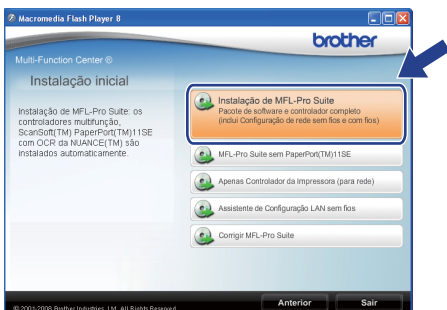 Macromedia Flash Player 8
brother
Multi-Function Center ®
Instalação inicial
Instalação de MFL-Pro Suite: os
controladores multifunção,
ScanSoft(TM) PaperPort(TM)11SE
com OCR da NUANCE(TM) são
instalados automaticamente.
Instalação de MFL-Pro Suite
Pacote de software e controlador completo
(inclui Configuração de rede sem fios e com fios)
MFL-Pro Suite sem PaperPort(TM)11SE
Apenas Controlador da Impressora (para rede)
Assistente de Configuração LAN sem fios
Corrigir MFL-Pro Suite
© 2001-2008 Brother Industries, Ltd. All Rights Reserved.
Anterior
Sair